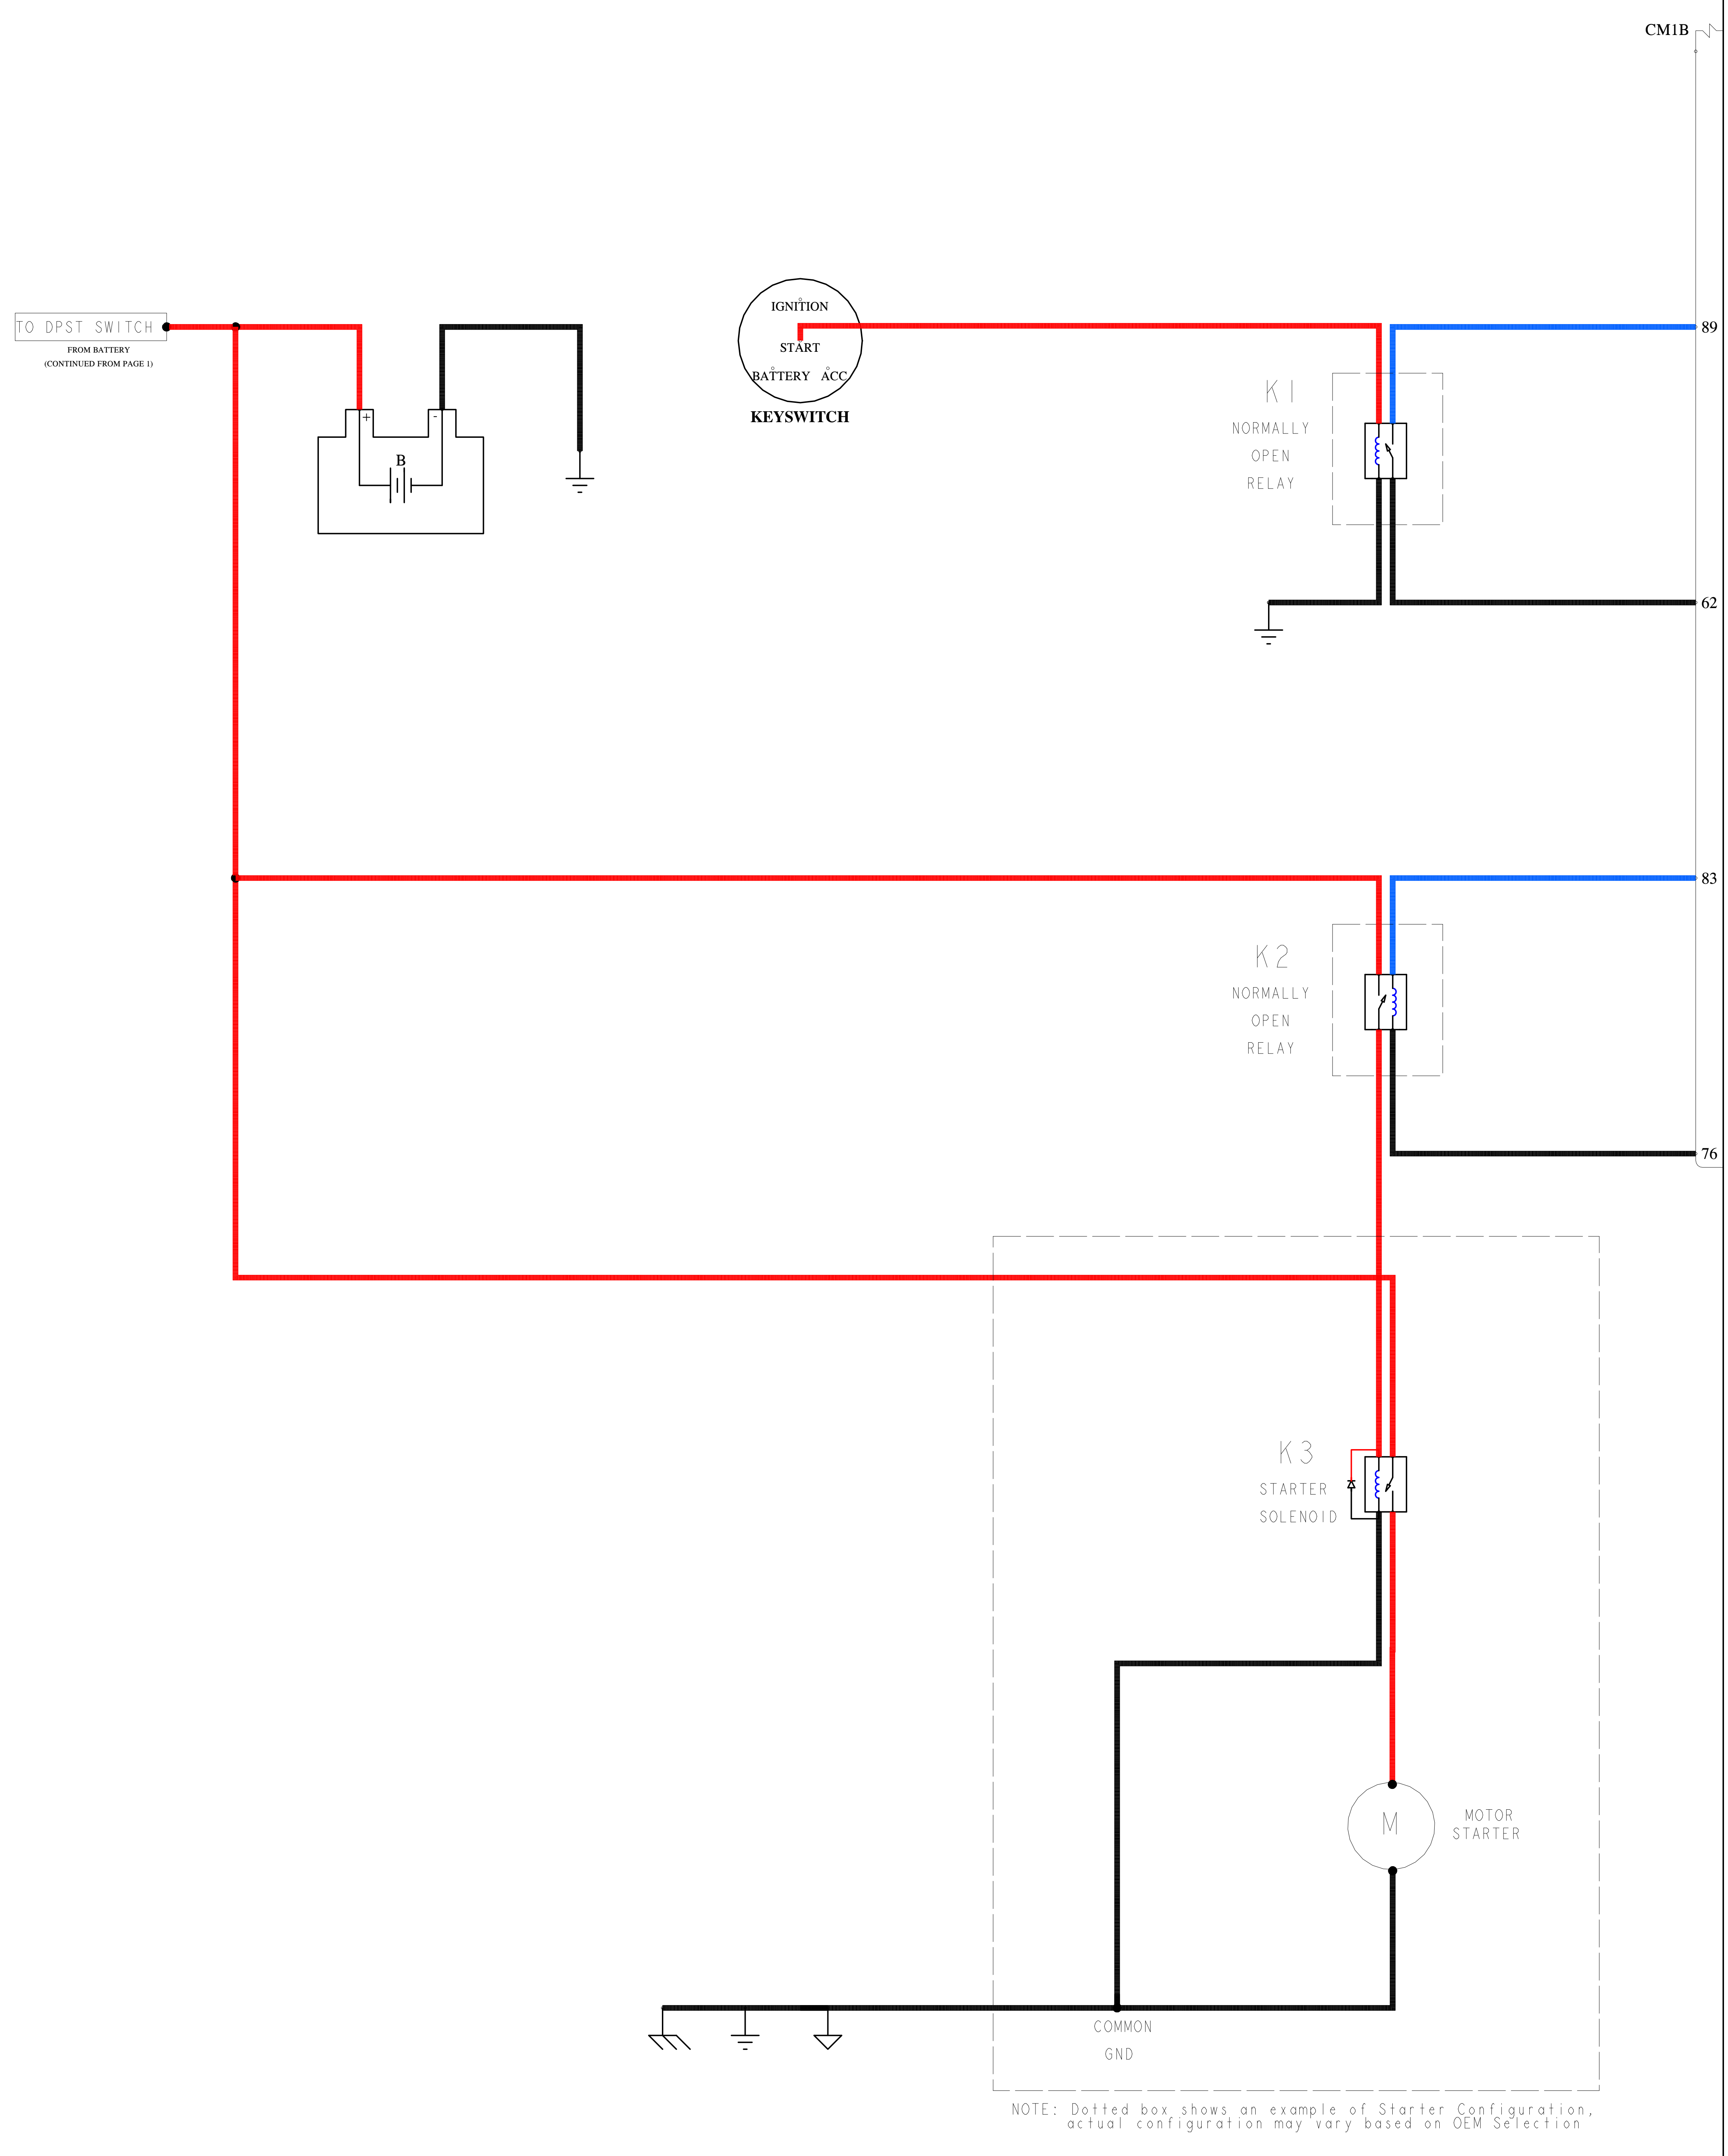 CM1B
TO DPST SWITCH
FROM BATTERY
(CONTINUED FROM PAGE 1)
+
-
B
IGNITION
START
BATTERY ACC
KEYSWITCH
89
K1
NORMALLY
OPEN
RELAY
62
83
K2
NORMALLY
OPEN
RELAY
76
K3
STARTER
SOLENOID
M
MOTOR
STARTER
COMMON
GND
NOTE: Dotted box shows an example of Starter Configuration,
actual configuration may vary based on OEM Selection